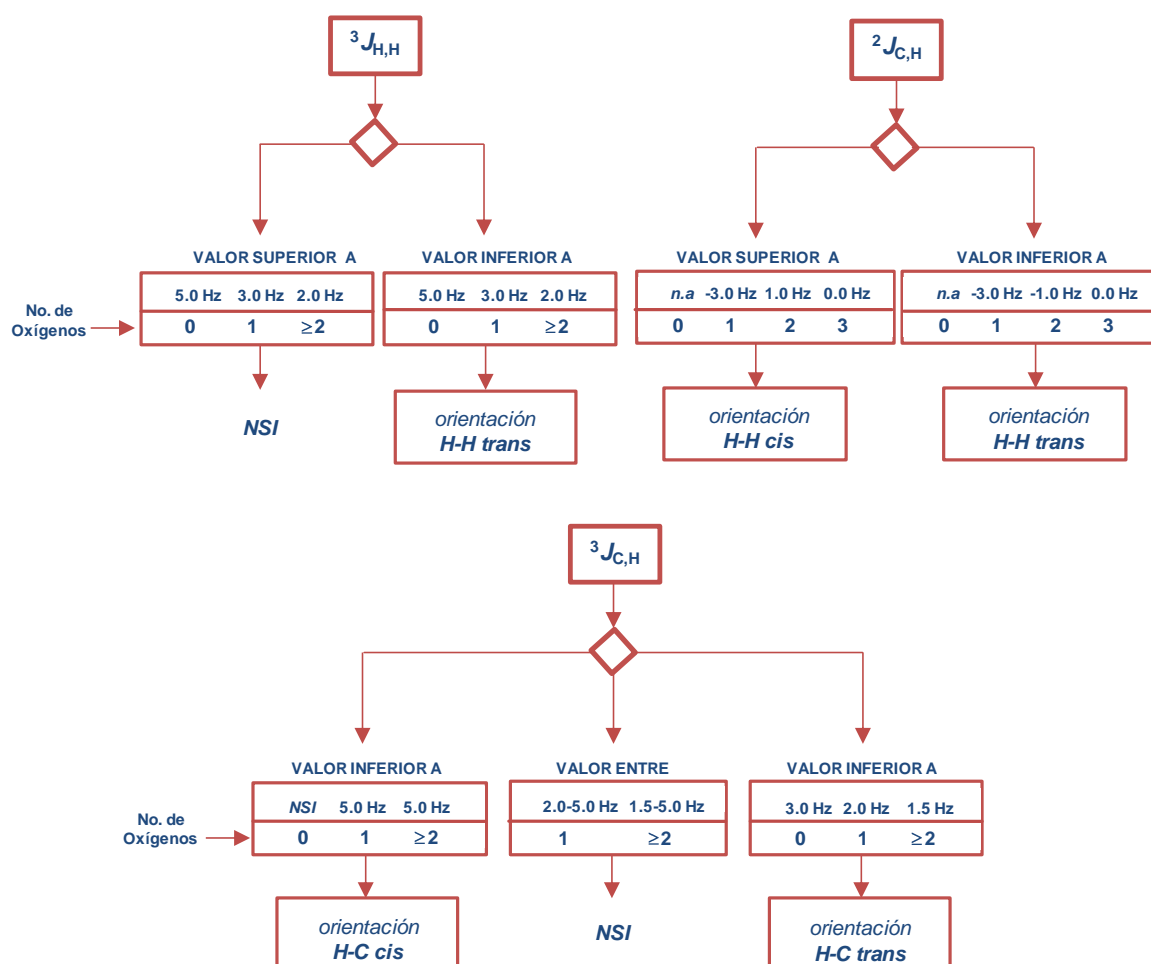 ³J_H,H
²J_C,H
VALOR SUPERIOR A
VALOR INFERIOR A
VALOR SUPERIOR A
VALOR INFERIOR A
5.0 Hz 3.0 Hz 2.0 Hz
5.0 Hz 3.0 Hz 2.0 Hz
n.a -3.0 Hz 1.0 Hz 0.0 Hz
n.a -3.0 Hz -1.0 Hz 0.0 Hz
No. de
Oxígenos
0 1 ≥2
0 1 ≥2
0 1 2 3
0 1 2 3
NSI
orientación
H-H trans
orientación
H-H cis
orientación
H-H trans
³J_C,H
VALOR INFERIOR A
VALOR ENTRE
VALOR INFERIOR A
NSI 5.0 Hz 5.0 Hz
2.0-5.0 Hz 1.5-5.0 Hz
3.0 Hz 2.0 Hz 1.5 Hz
No. de
Oxígenos
0 1 ≥2
1 ≥2
0 1 ≥2
orientación
H-C cis
NSI
orientación
H-C trans